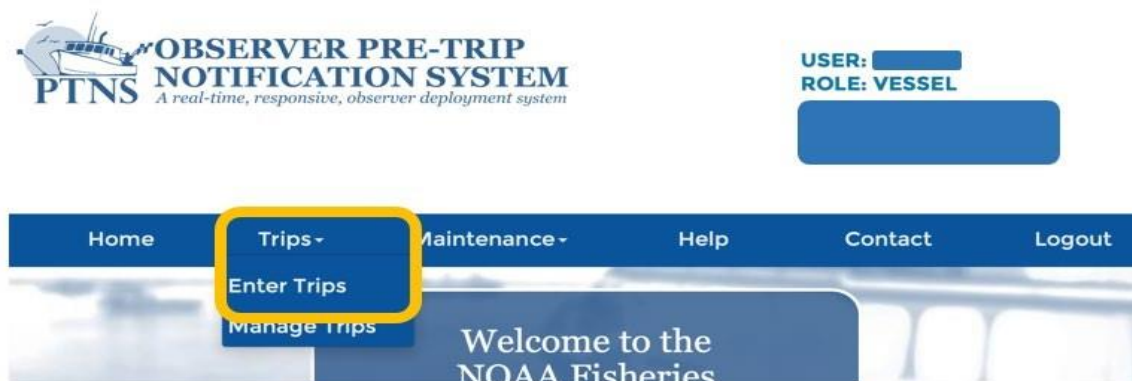 OBSERVER PRE-TRIP
NOTIFICATION SYSTEM
PTNS
A real-time, responsive, observer deployment system
USER:
ROLE: VESSEL
Home Trips Maintenance Help Contact Logout
Enter Trips
Manage Trips
Welcome to the
NOAA Fisheries